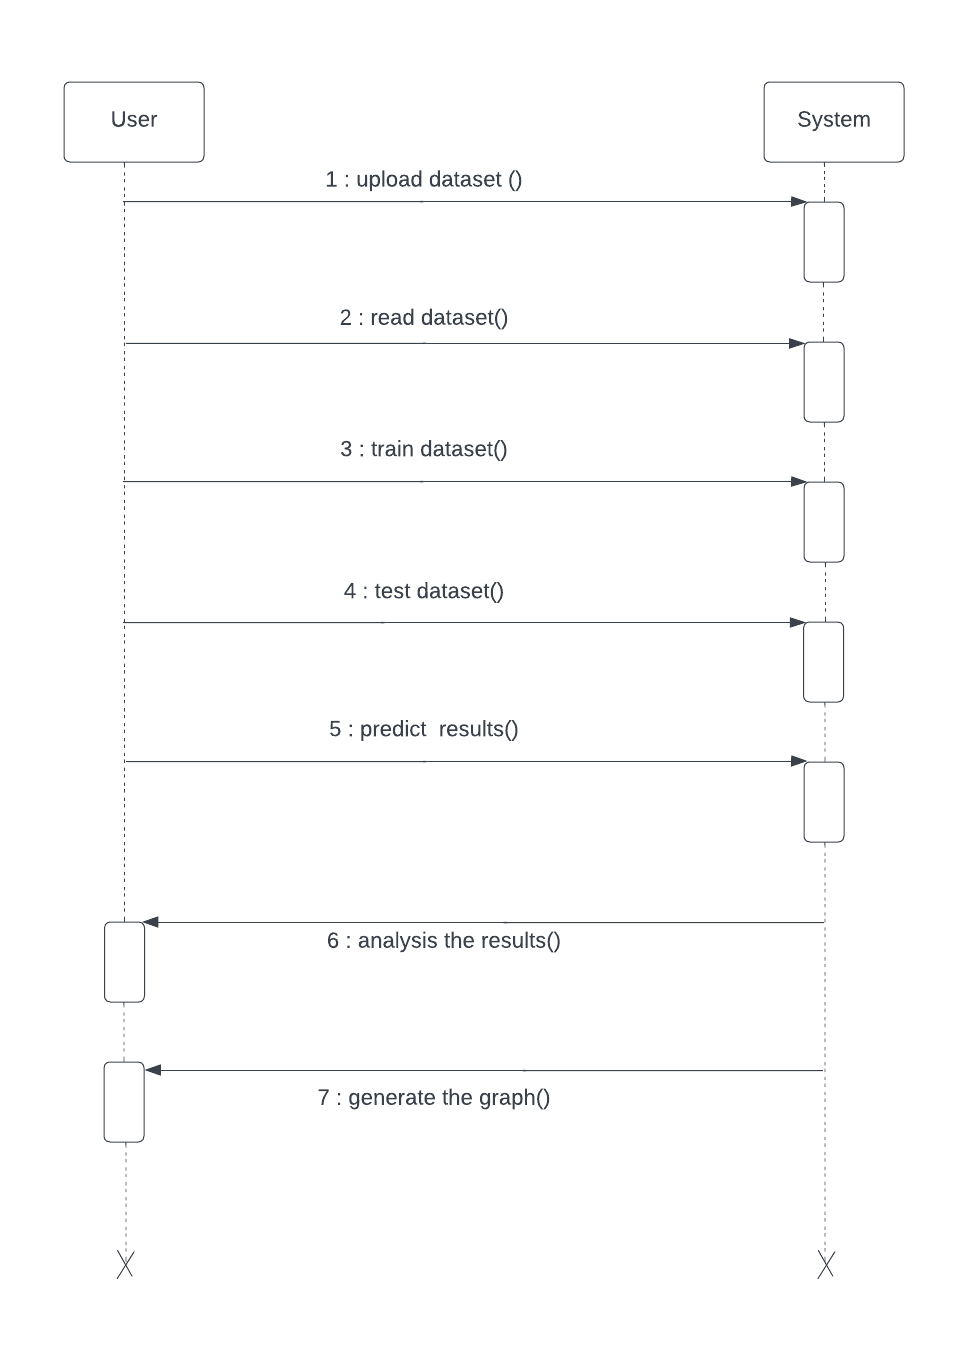 User
System
1 : upload dataset ()
2 : read dataset()
3 : train dataset()
4 : test dataset()
5 : predict  results()
6 : analysis the results()
7 : generate the graph()